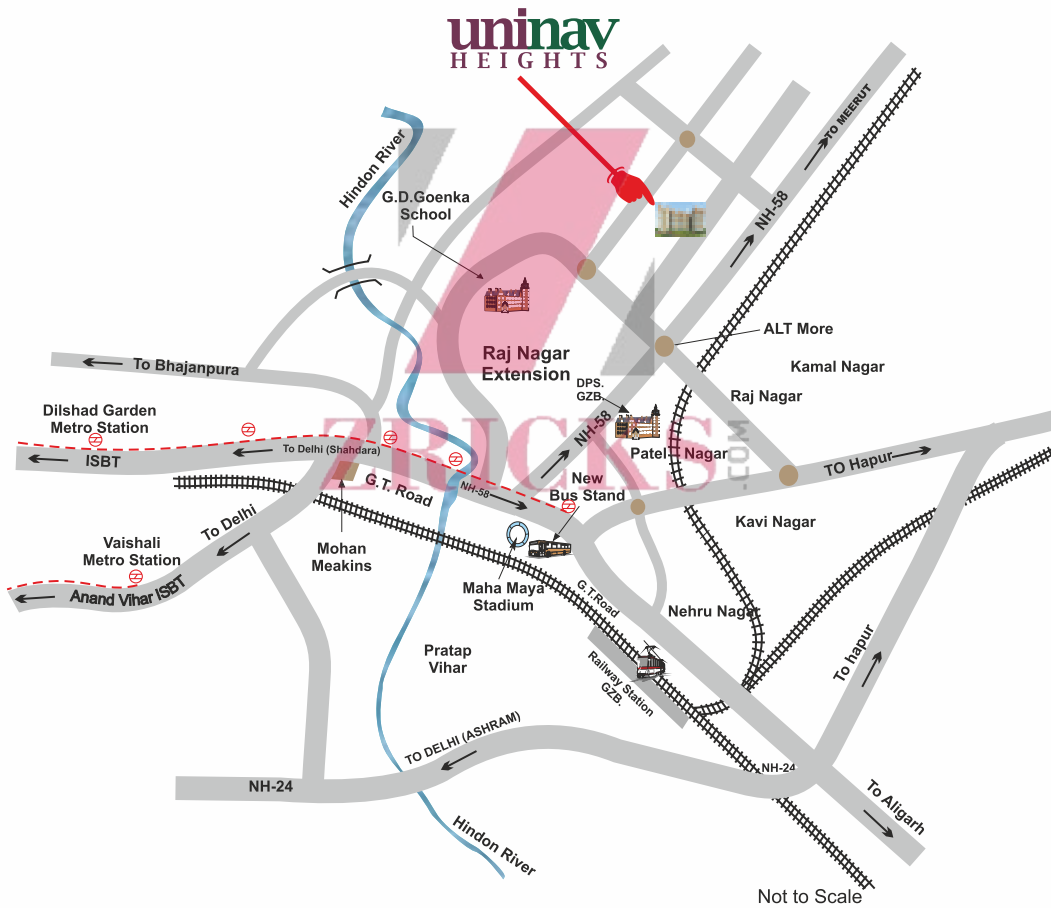 uninav
HEIGHTS
Hindon River
G.D.Goenka
School
TO MEERUT
NH-58
ALT More
Kamal Nagar
Raj Nagar
Raj Nagar
Extension
DPS.
GZB.
NH-58
Patel Nagar
To Bhajanpura
Dilshad Garden
Metro Station
ISBT
To Delhi (Shahdara)
G.T. Road
NH-58
New
Bus Stand
TO Hapur
Kavi Nagar
ZRICKS
.COM
To Delhi
Vaishali
Metro Station
Anand Vihar ISBT
Mohan
Meakins
Maha Maya
Stadium
G.T.Road
Nehru Nagar
Pratap
Vihar
Railway Station
GZB.
To hapur
TO DELHI (ASHRAM)
NH-24
NH-24
To Aligarh
Hindon River
Not to Scale